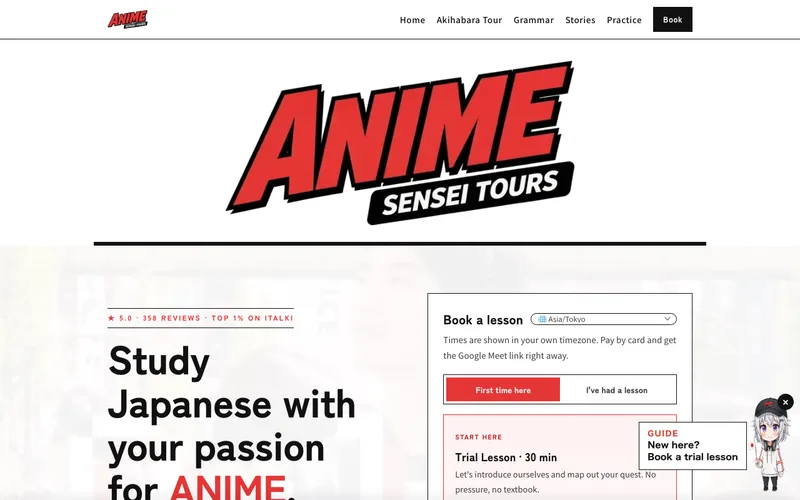 ANIME
SENSEI TOURS
Home
Akihabara Tour
Grammar
Stories
Practice
Book
ANIME
SENSEI TOURS
★ 5.0 · 358 REVIEWS · TOP 1% ON ITALKI
Study
Japanese with
your passion
for ANIME.
Book a lesson
Asia/Tokyo
Times are shown in your own timezone. Pay by card and get
the Google Meet link right away.
First time here
I've had a lesson
START HERE
Trial Lesson · 30 min
Let's introduce ourselves and map out your quest. No
pressure, no textbook.
×
GUIDE
New here?
Book a trial lesson